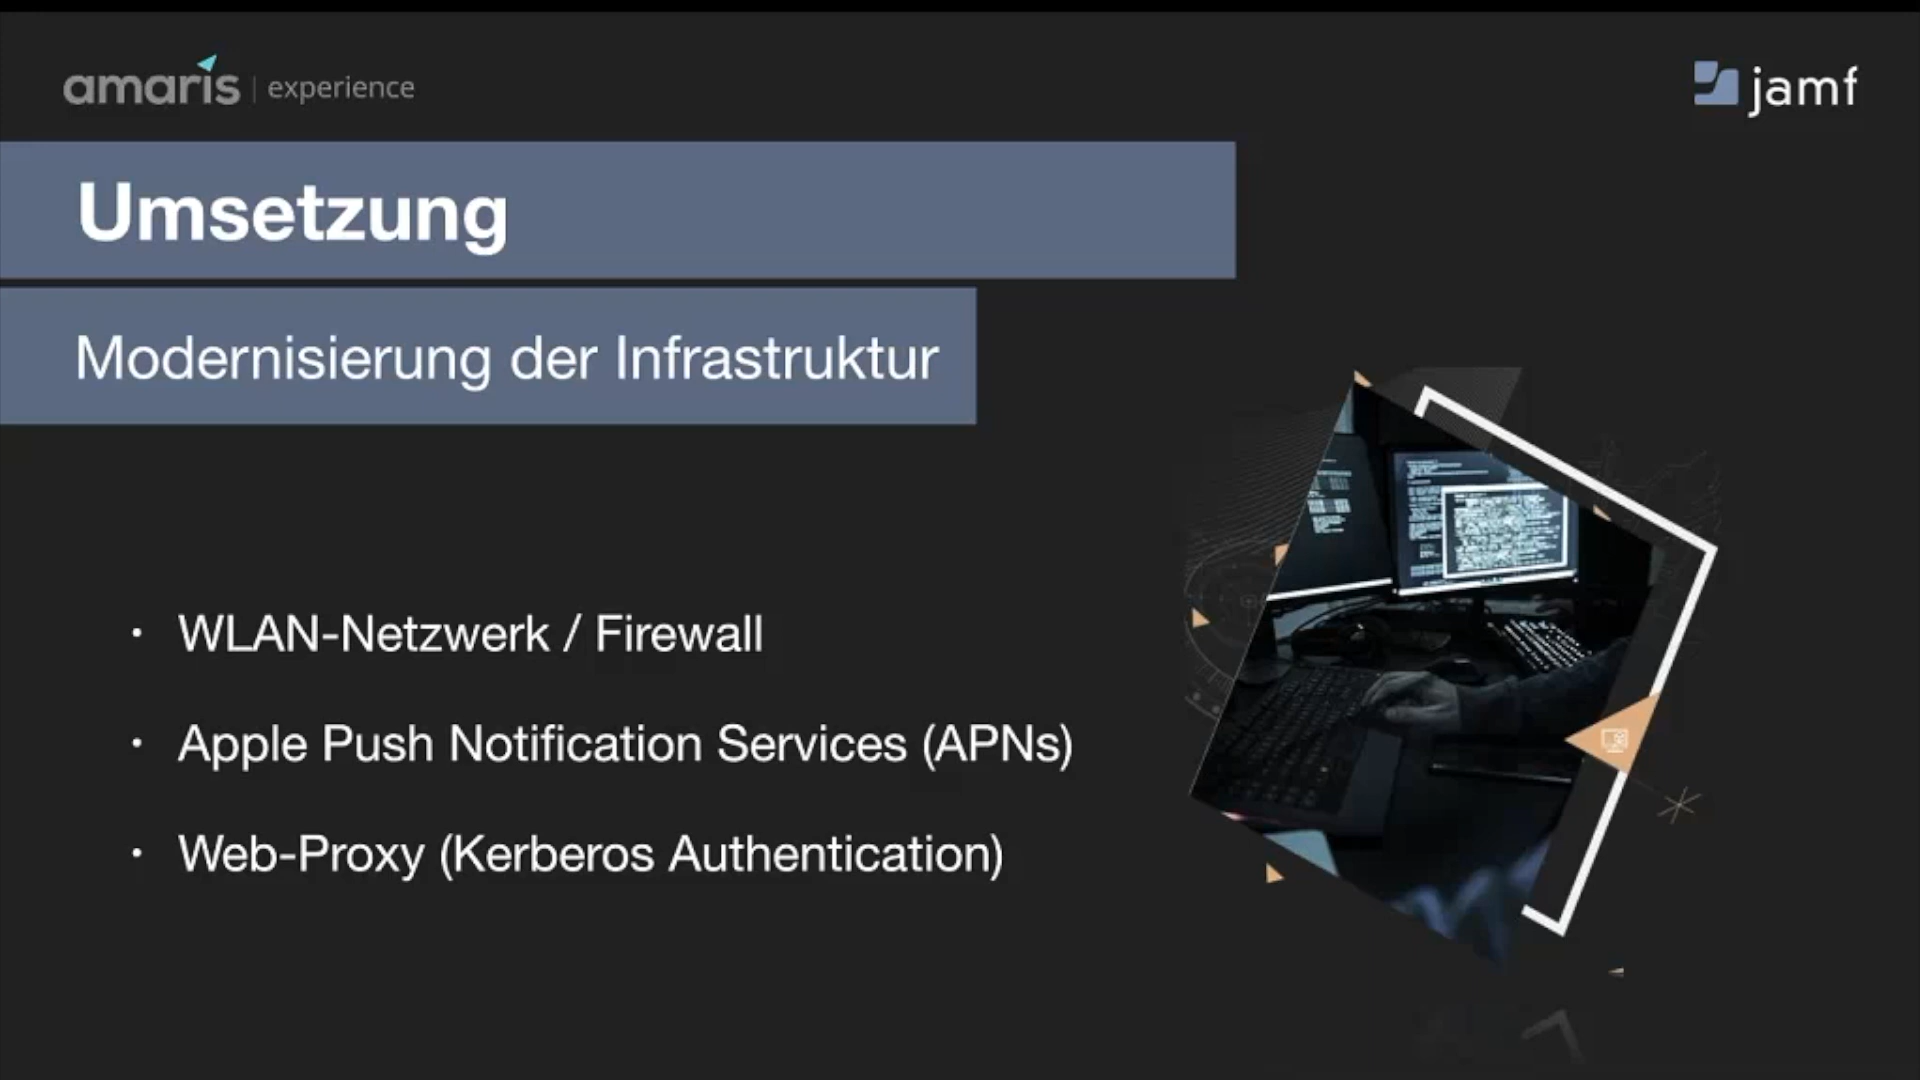 amaris | experience
jamf
Umsetzung
Modernisierung der Infrastruktur
• WLAN-Netzwerk / Firewall
• Apple Push Notification Services (APNs)
• Web-Proxy (Kerberos Authentication)